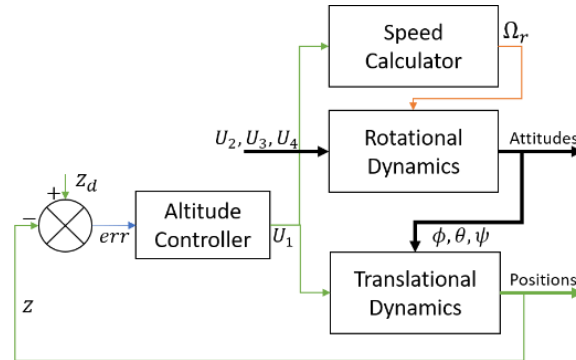 Speed
Calculator
Ω_r
U_2, U_3, U_4
Rotational
Dynamics
Attitudes
+
z_d
−
err
Altitude
Controller
U_1
ϕ, θ, ψ
z
Translational
Dynamics
Positions